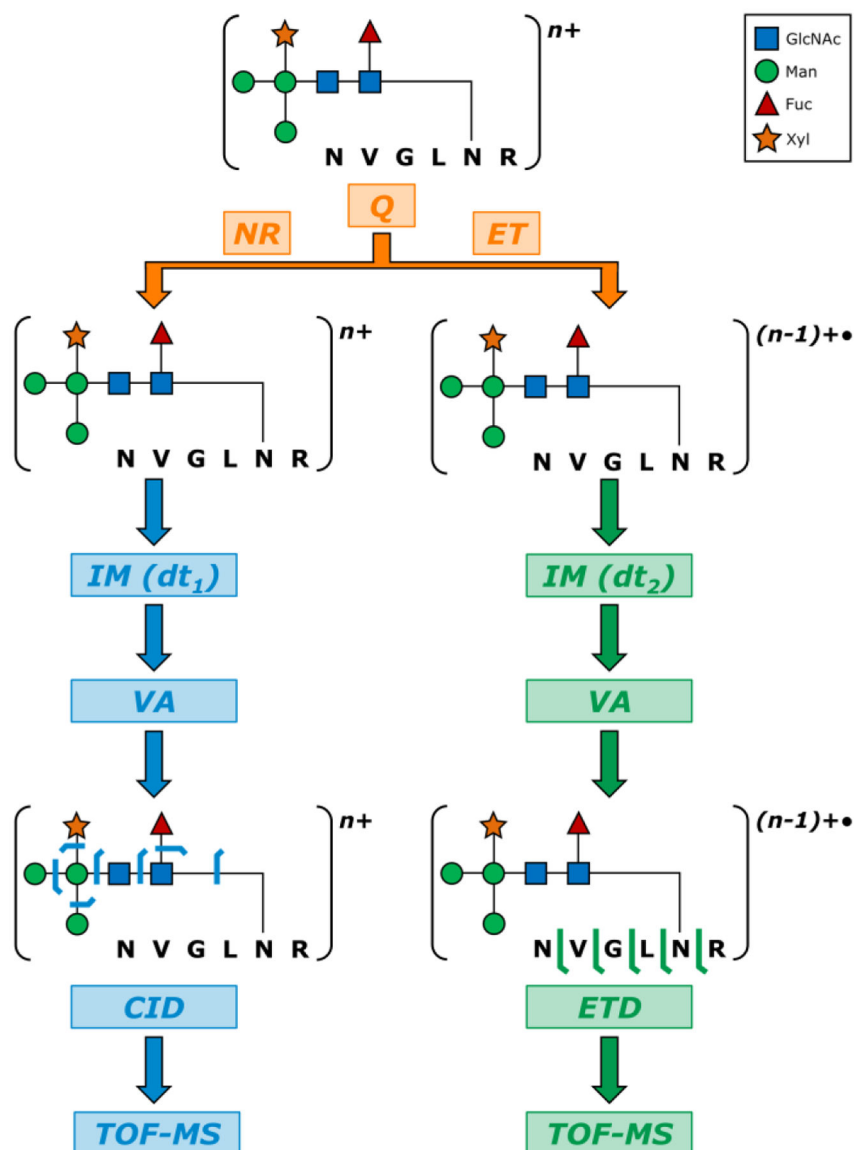 n+
GlcNAc
Man
Fuc
Xyl
N V G L N R
Q
NR ET
n+ (n-1)+•
N V G L N R N V G L N R
IM (dt1) IM (dt2)
VA VA
n+ (n-1)+•
N V G L N R N V G L N R
CID ETD
TOF-MS TOF-MS